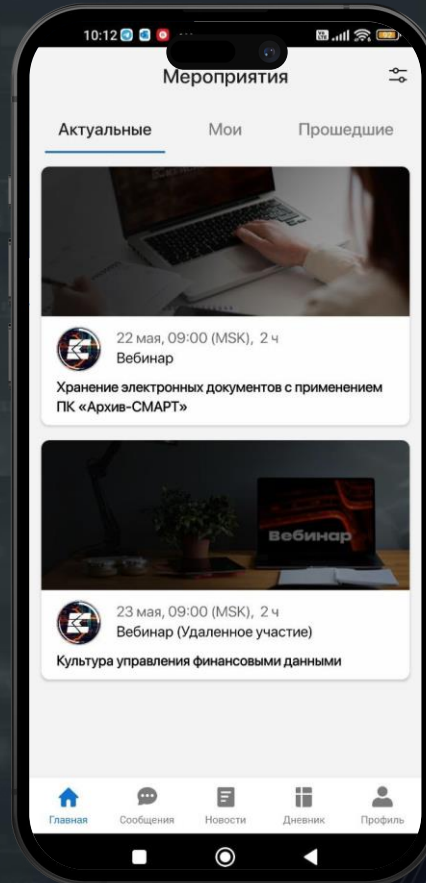 10:12
92
Мероприятия
Актуальные
Мои
Прошедшие
22 мая, 09:00 (MSK), 2 ч
Вебинар
Хранение электронных документов с применением
ПК «Архив-СМАРТ»
Вебинар
23 мая, 09:00 (MSK), 2 ч
Вебинар (Удаленное участие)
Культура управления финансовыми данными
Главная
Сообщения
Новости
Дневник
Профиль